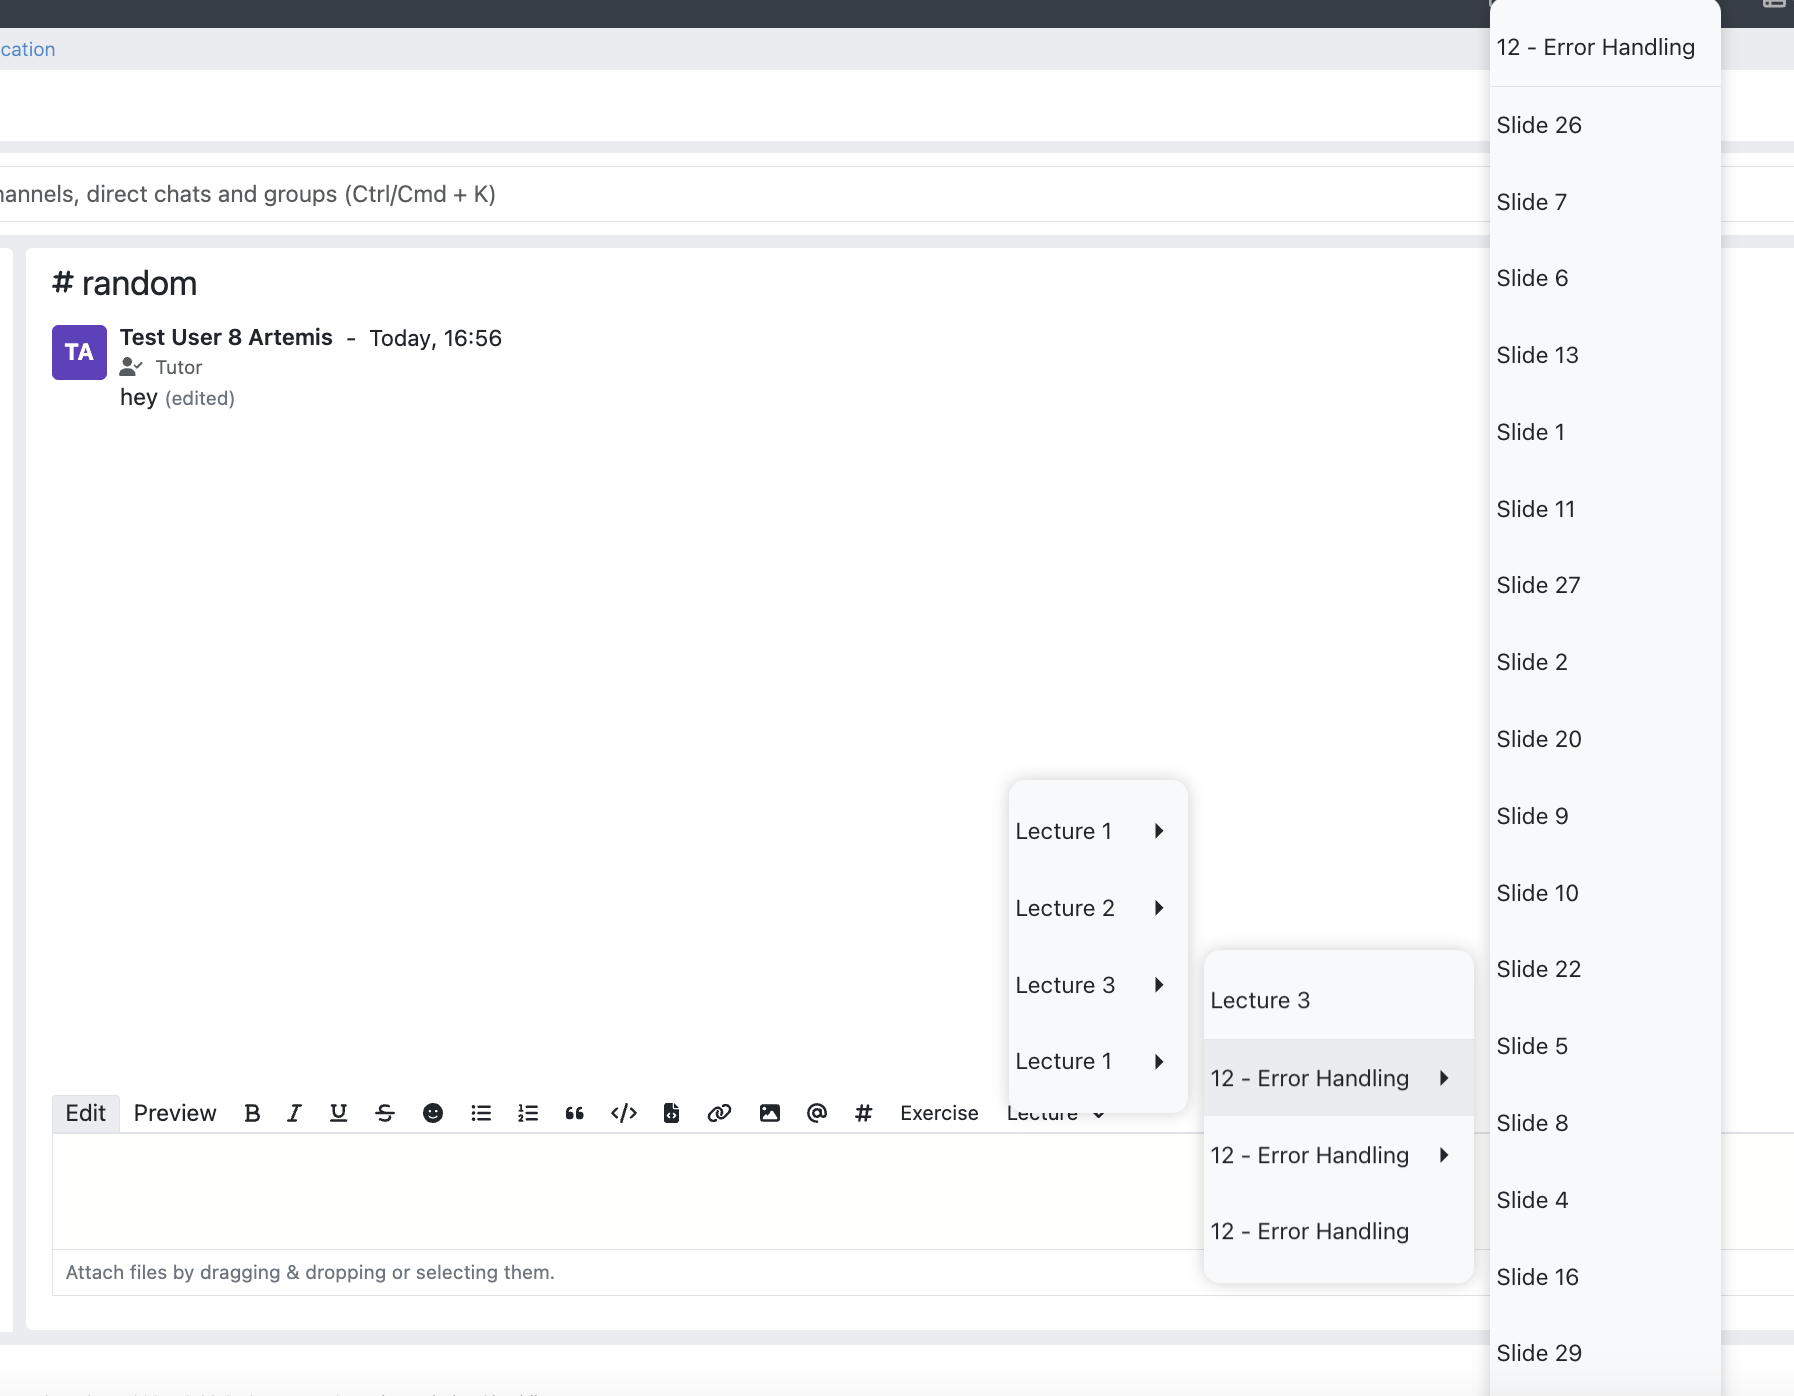 cation
hannels, direct chats and groups (Ctrl/Cmd + K)
# random
TA
Test User 8 Artemis - Today, 16:56
Tutor
hey (edited)
Lecture 1
Lecture 2
Lecture 3
Lecture 1
Edit Preview B I U S @ # Exercise Lecture
Attach files by dragging & dropping or selecting them.
Lecture 3
12 - Error Handling
12 - Error Handling
12 - Error Handling
12 - Error Handling
Slide 26
Slide 7
Slide 6
Slide 13
Slide 1
Slide 11
Slide 27
Slide 2
Slide 20
Slide 9
Slide 10
Slide 22
Slide 5
Slide 8
Slide 4
Slide 16
Slide 29